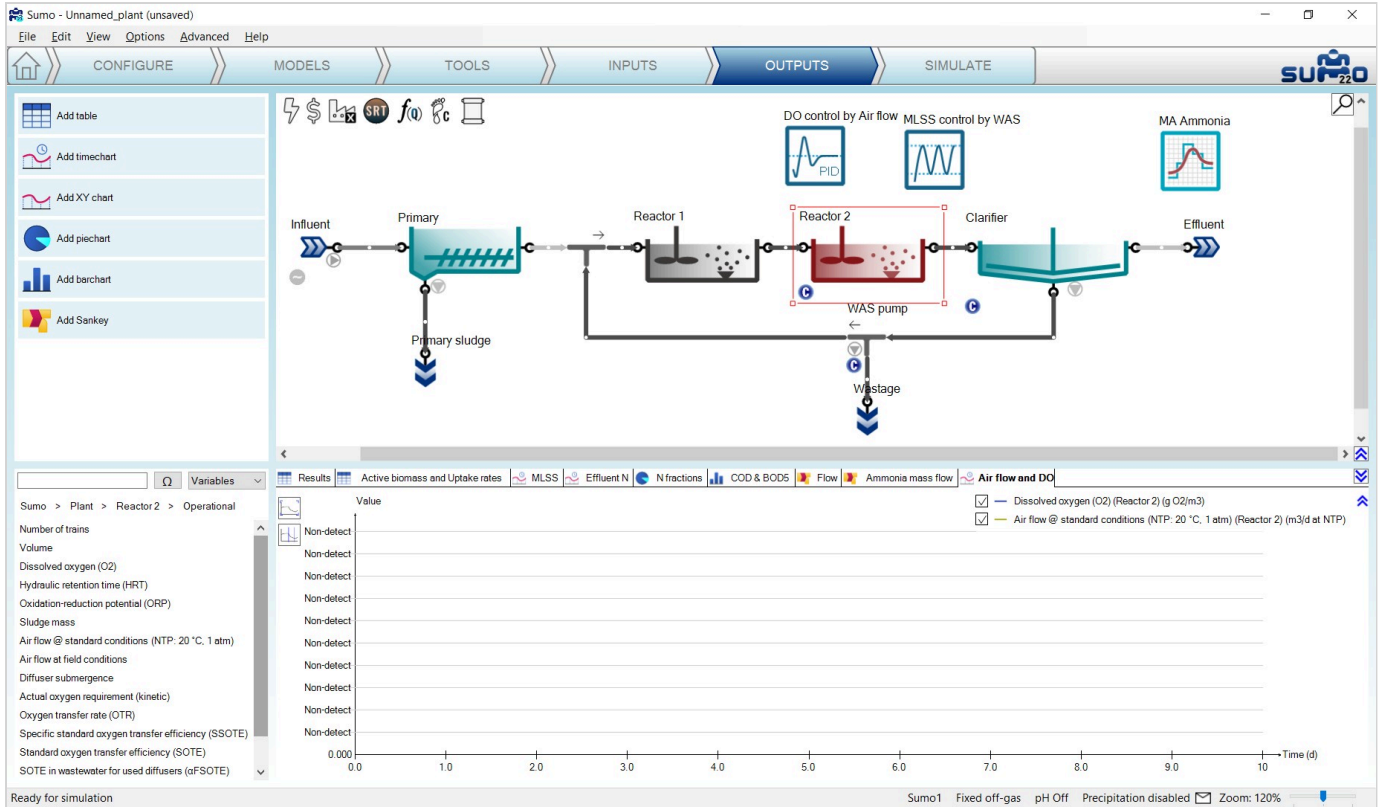 Sumo - Unnamed_plant (unsaved)
File Edit View Options Advanced Help
CONFIGURE MODELS TOOLS INPUTS OUTPUTS SIMULATE
SUMO 22
Add table
Add timechart
Add XY chart
Add piechart
Add barchart
Add Sankey
$ SRT f(Q) C
DO control by Air flow MLSS control by WAS MA Ammonia
PID
Influent Primary Reactor 1 Reactor 2 Clarifier Effluent
C C
WAS pump
Primary sludge
C
Wastage
Ω Variables
Sumo > Plant > Reactor 2 > Operational
Number of trains
Volume
Dissolved oxygen (O2)
Hydraulic retention time (HRT)
Oxidation-reduction potential (ORP)
Sludge mass
Air flow @ standard conditions (NTP: 20 °C, 1 atm)
Air flow at field conditions
Diffuser submergence
Actual oxygen requirement (kinetic)
Oxygen transfer rate (OTR)
Specific standard oxygen transfer efficiency (SSOTE)
Standard oxygen transfer efficiency (SOTE)
SOTE in wastewater for used diffusers (αFSOTE)
Results Active biomass and Uptake rates MLSS Effluent N N fractions COD & BOD5 Flow Ammonia mass flow Air flow and DO
Value
Dissolved oxygen (O2) (Reactor 2) (g O2/m3)
Air flow @ standard conditions (NTP: 20 °C, 1 atm) (Reactor 2) (m3/d at NTP)
Non-detect
Non-detect
Non-detect
Non-detect
Non-detect
Non-detect
Non-detect
Non-detect
Non-detect
Non-detect
0.000
0.0 1.0 2.0 3.0 4.0 5.0 6.0 7.0 8.0 9.0 10
Time (d)
Ready for simulation Sumo1 Fixed off-gas pH Off Precipitation disabled Zoom: 120%